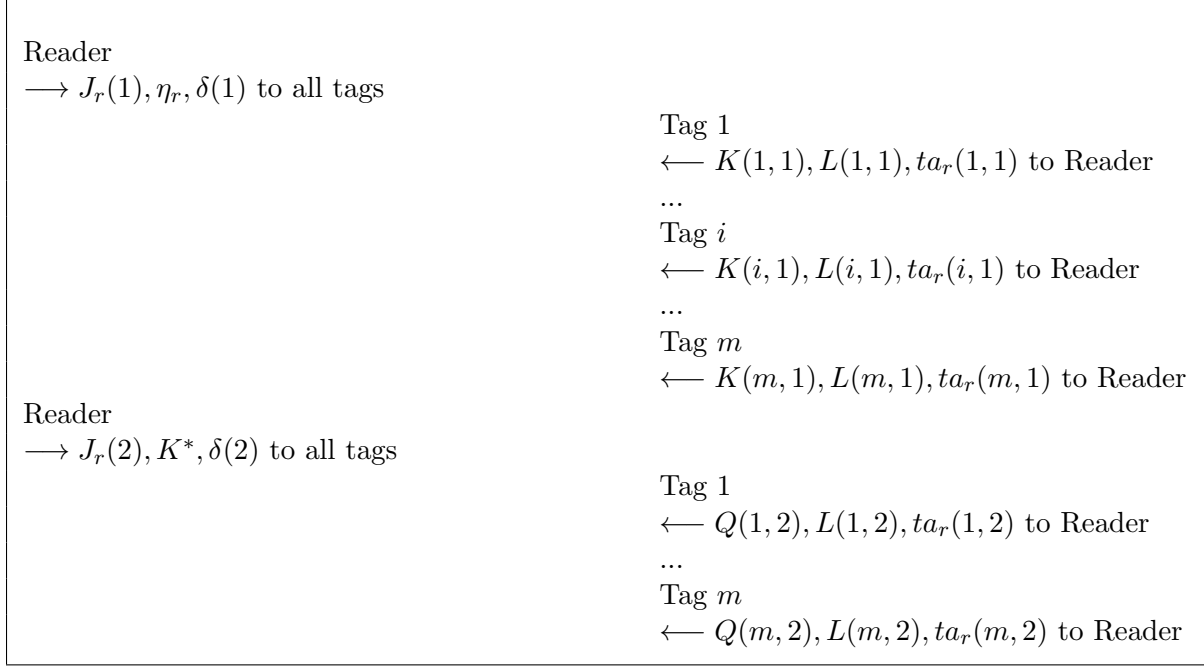 Reader
⟶ J_r(1), η_r, δ(1) to all tags
Tag 1
⟵ K(1, 1), L(1, 1), ta_r(1, 1) to Reader
...
Tag i
⟵ K(i, 1), L(i, 1), ta_r(i, 1) to Reader
...
Tag m
⟵ K(m, 1), L(m, 1), ta_r(m, 1) to Reader
Reader
⟶ J_r(2), K*, δ(2) to all tags
Tag 1
⟵ Q(1, 2), L(1, 2), ta_r(1, 2) to Reader
...
Tag m
⟵ Q(m, 2), L(m, 2), ta_r(m, 2) to Reader